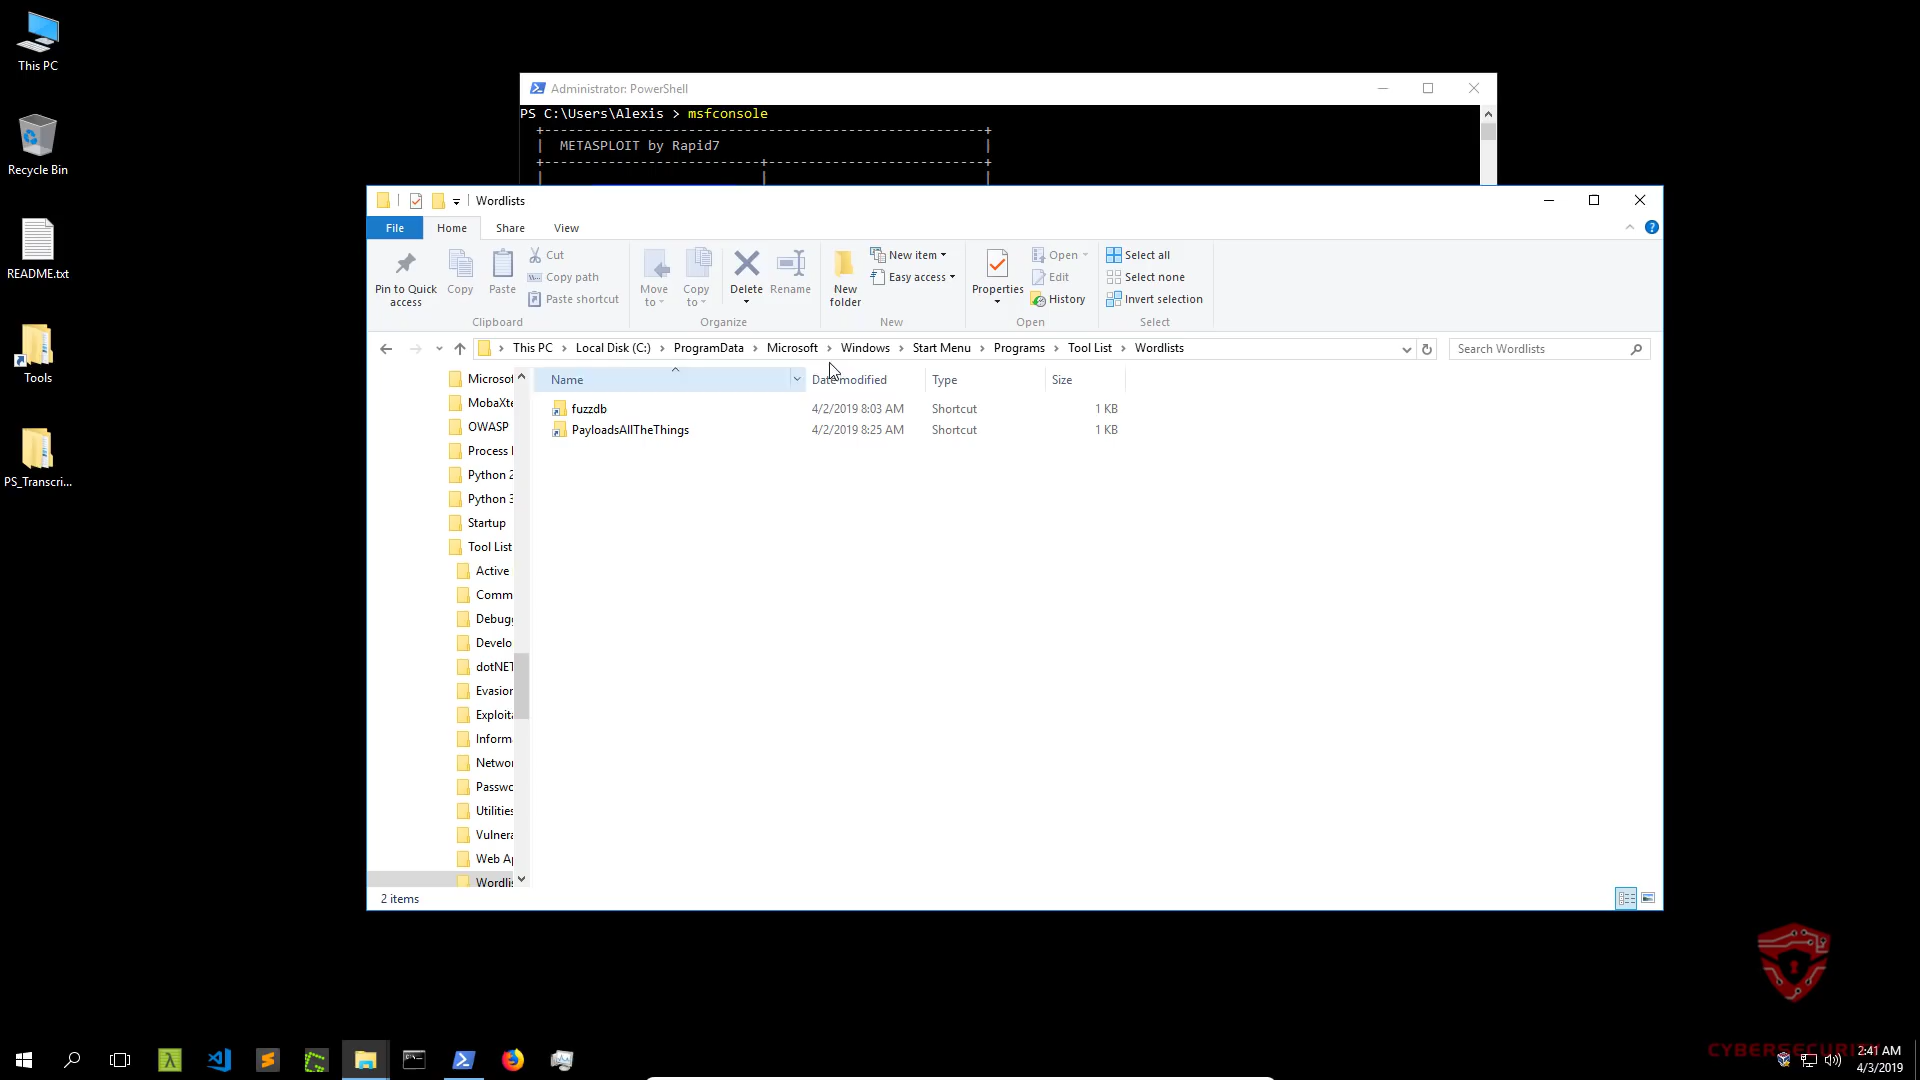 This PC
Recycle Bin
README.txt
Tools
PS_Transcri...
Administrator: PowerShell
PS C:\Users\Alexis > msfconsole
METASPLOIT by Rapid7
Wordlists
File Home Share View
Pin to Quick access
Copy
Paste
Cut
Copy path
Paste shortcut
Clipboard
Move to
Copy to
Delete
Rename
Organize
New folder
New item
Easy access
New
Properties
Open
Edit
History
Open
Select all
Select none
Invert selection
Select
This PC > Local Disk (C:) > ProgramData > Microsoft > Windows > Start Menu > Programs > Tool List > Wordlists
Search Wordlists
Name Date modified Type Size
fuzzdb 4/2/2019 8:03 AM Shortcut 1 KB
PayloadsAllTheThings 4/2/2019 8:25 AM Shortcut 1 KB
Microsof
MobaXte
OWASP
Process
Python 2
Python 3
Startup
Tool List
Active
Comm
Debug
Develo
dotNET
Evasion
Exploita
Inform
Networ
Passwo
Utilities
Vulnera
Web Ap
Wordlis
2 items
CYBERSECURITY
2:41 AM
4/3/2019